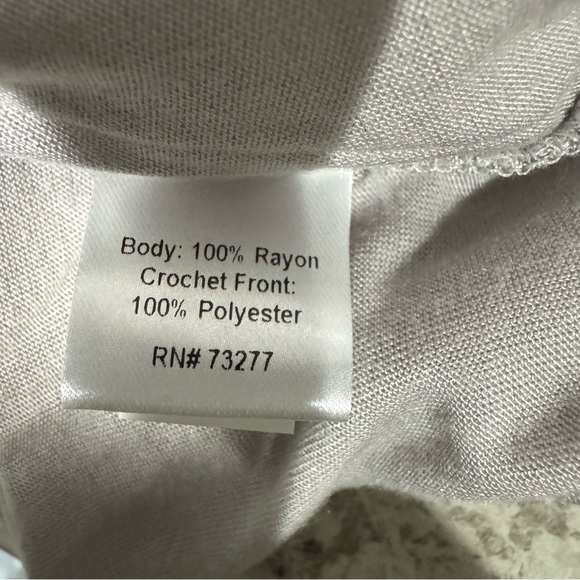 Body: 100% Rayon
Crochet Front:
100% Polyester
RN# 73277